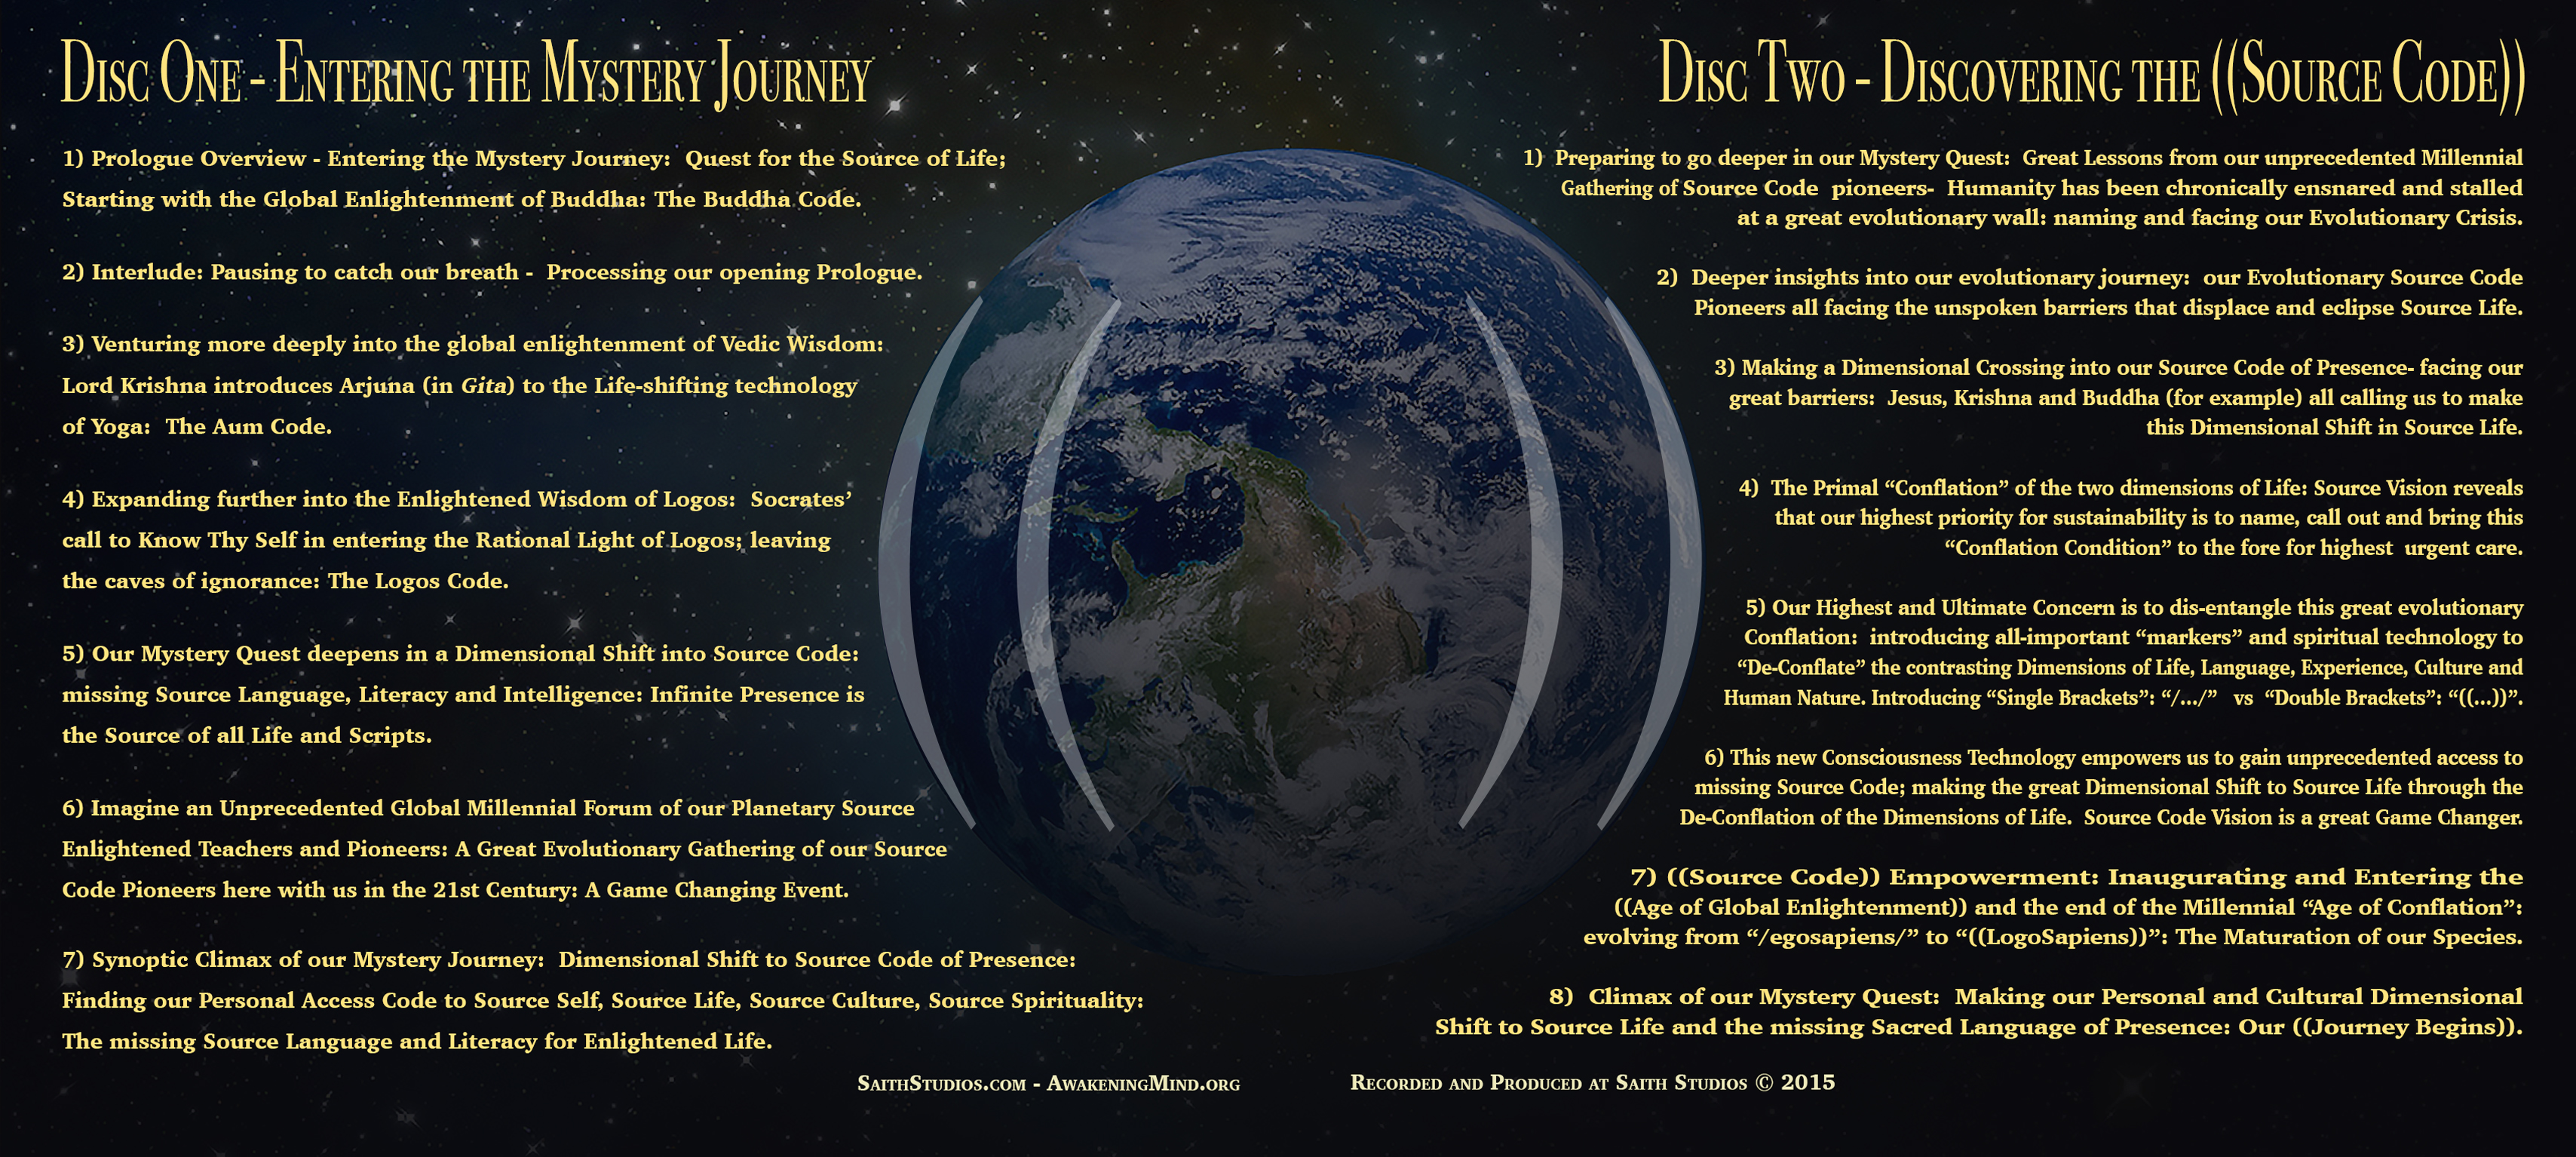 Disc One - Entering the Mystery Journey
1) Prologue Overview - Entering the Mystery Journey:  Quest for the Source of Life;
Starting with the Global Enlightenment of Buddha: The Buddha Code.
2) Interlude: Pausing to catch our breath -  Processing our opening Prologue.
3) Venturing more deeply into the global enlightenment of Vedic Wisdom:
Lord Krishna introduces Arjuna (in Gita) to the Life-shifting technology
of Yoga:  The Aum Code.
4) Expanding further into the Enlightened Wisdom of Logos:  Socrates’
call to Know Thy Self in entering the Rational Light of Logos; leaving
the caves of ignorance: The Logos Code.
5) Our Mystery Quest deepens in a Dimensional Shift into Source Code:
missing Source Language, Literacy and Intelligence: Infinite Presence is
the Source of all Life and Scripts.
6) Imagine an Unprecedented Global Millennial Forum of our Planetary Source
Enlightened Teachers and Pioneers: A Great Evolutionary Gathering of our Source
Code Pioneers here with us in the 21st Century: A Game Changing Event.
7) Synoptic Climax of our Mystery Journey:  Dimensional Shift to Source Code of Presence:
Finding our Personal Access Code to Source Self, Source Life, Source Culture, Source Spirituality:
The missing Source Language and Literacy for Enlightened Life.
SaithStudios.com - AwakeningMind.org
Disc Two - Discovering the ((Source Code))
1)  Preparing to go deeper in our Mystery Quest:  Great Lessons from our unprecedented Millennial
Gathering of Source Code  pioneers-  Humanity has been chronically ensnared and stalled
at a great evolutionary wall: naming and facing our Evolutionary Crisis.
2)  Deeper insights into our evolutionary journey:  our Evolutionary Source Code
Pioneers all facing the unspoken barriers that displace and eclipse Source Life.
3) Making a Dimensional Crossing into our Source Code of Presence- facing our
great barriers:  Jesus, Krishna and Buddha (for example) all calling us to make
this Dimensional Shift in Source Life.
4)  The Primal “Conflation” of the two dimensions of Life: Source Vision reveals
that our highest priority for sustainability is to name, call out and bring this
“Conflation Condition” to the fore for highest  urgent care.
5) Our Highest and Ultimate Concern is to dis-entangle this great evolutionary
Conflation:  introducing all-important “markers” and spiritual technology to
“De-Conflate” the contrasting Dimensions of Life, Language, Experience, Culture and
Human Nature. Introducing “Single Brackets”: “/.../”   vs  “Double Brackets”: “((...))”.
6) This new Consciousness Technology empowers us to gain unprecedented access to
missing Source Code; making the great Dimensional Shift to Source Life through the
De-Conflation of the Dimensions of Life.  Source Code Vision is a great Game Changer.
7) ((Source Code)) Empowerment: Inaugurating and Entering the
((Age of Global Enlightenment)) and the end of the Millennial “Age of Conflation”:
evolving from “/egosapiens/” to “((LogoSapiens))”: The Maturation of our Species.
8)  Climax of our Mystery Quest:  Making our Personal and Cultural Dimensional
Shift to Source Life and the missing Sacred Language of Presence: Our ((Journey Begins)).
Recorded and Produced at Saith Studios © 2015